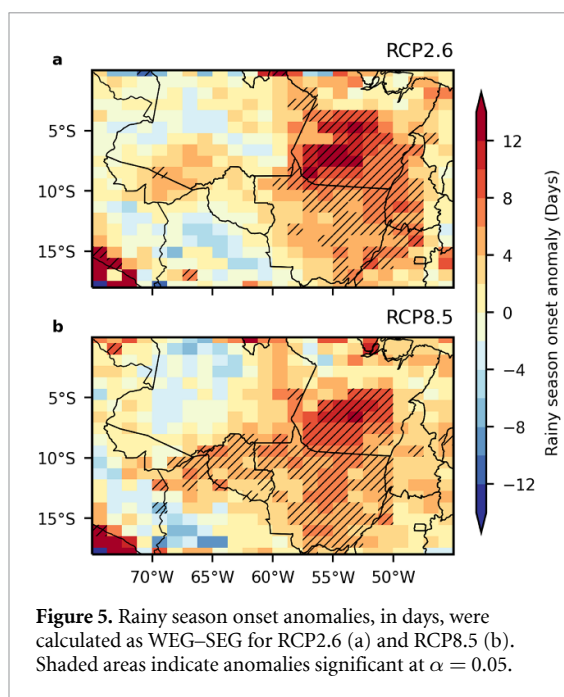 RCP2.6
a
5°S
10°S
15°S
RCP8.5
b
5°S
10°S
15°S
70°W 65°W 60°W 55°W 50°W
12
8
4
0
−4
−8
−12
Rainy season onset anomaly (Days)
Figure 5. Rainy season onset anomalies, in days, were
calculated as WEG–SEG for RCP2.6 (a) and RCP8.5 (b).
Shaded areas indicate anomalies significant at α = 0.05.